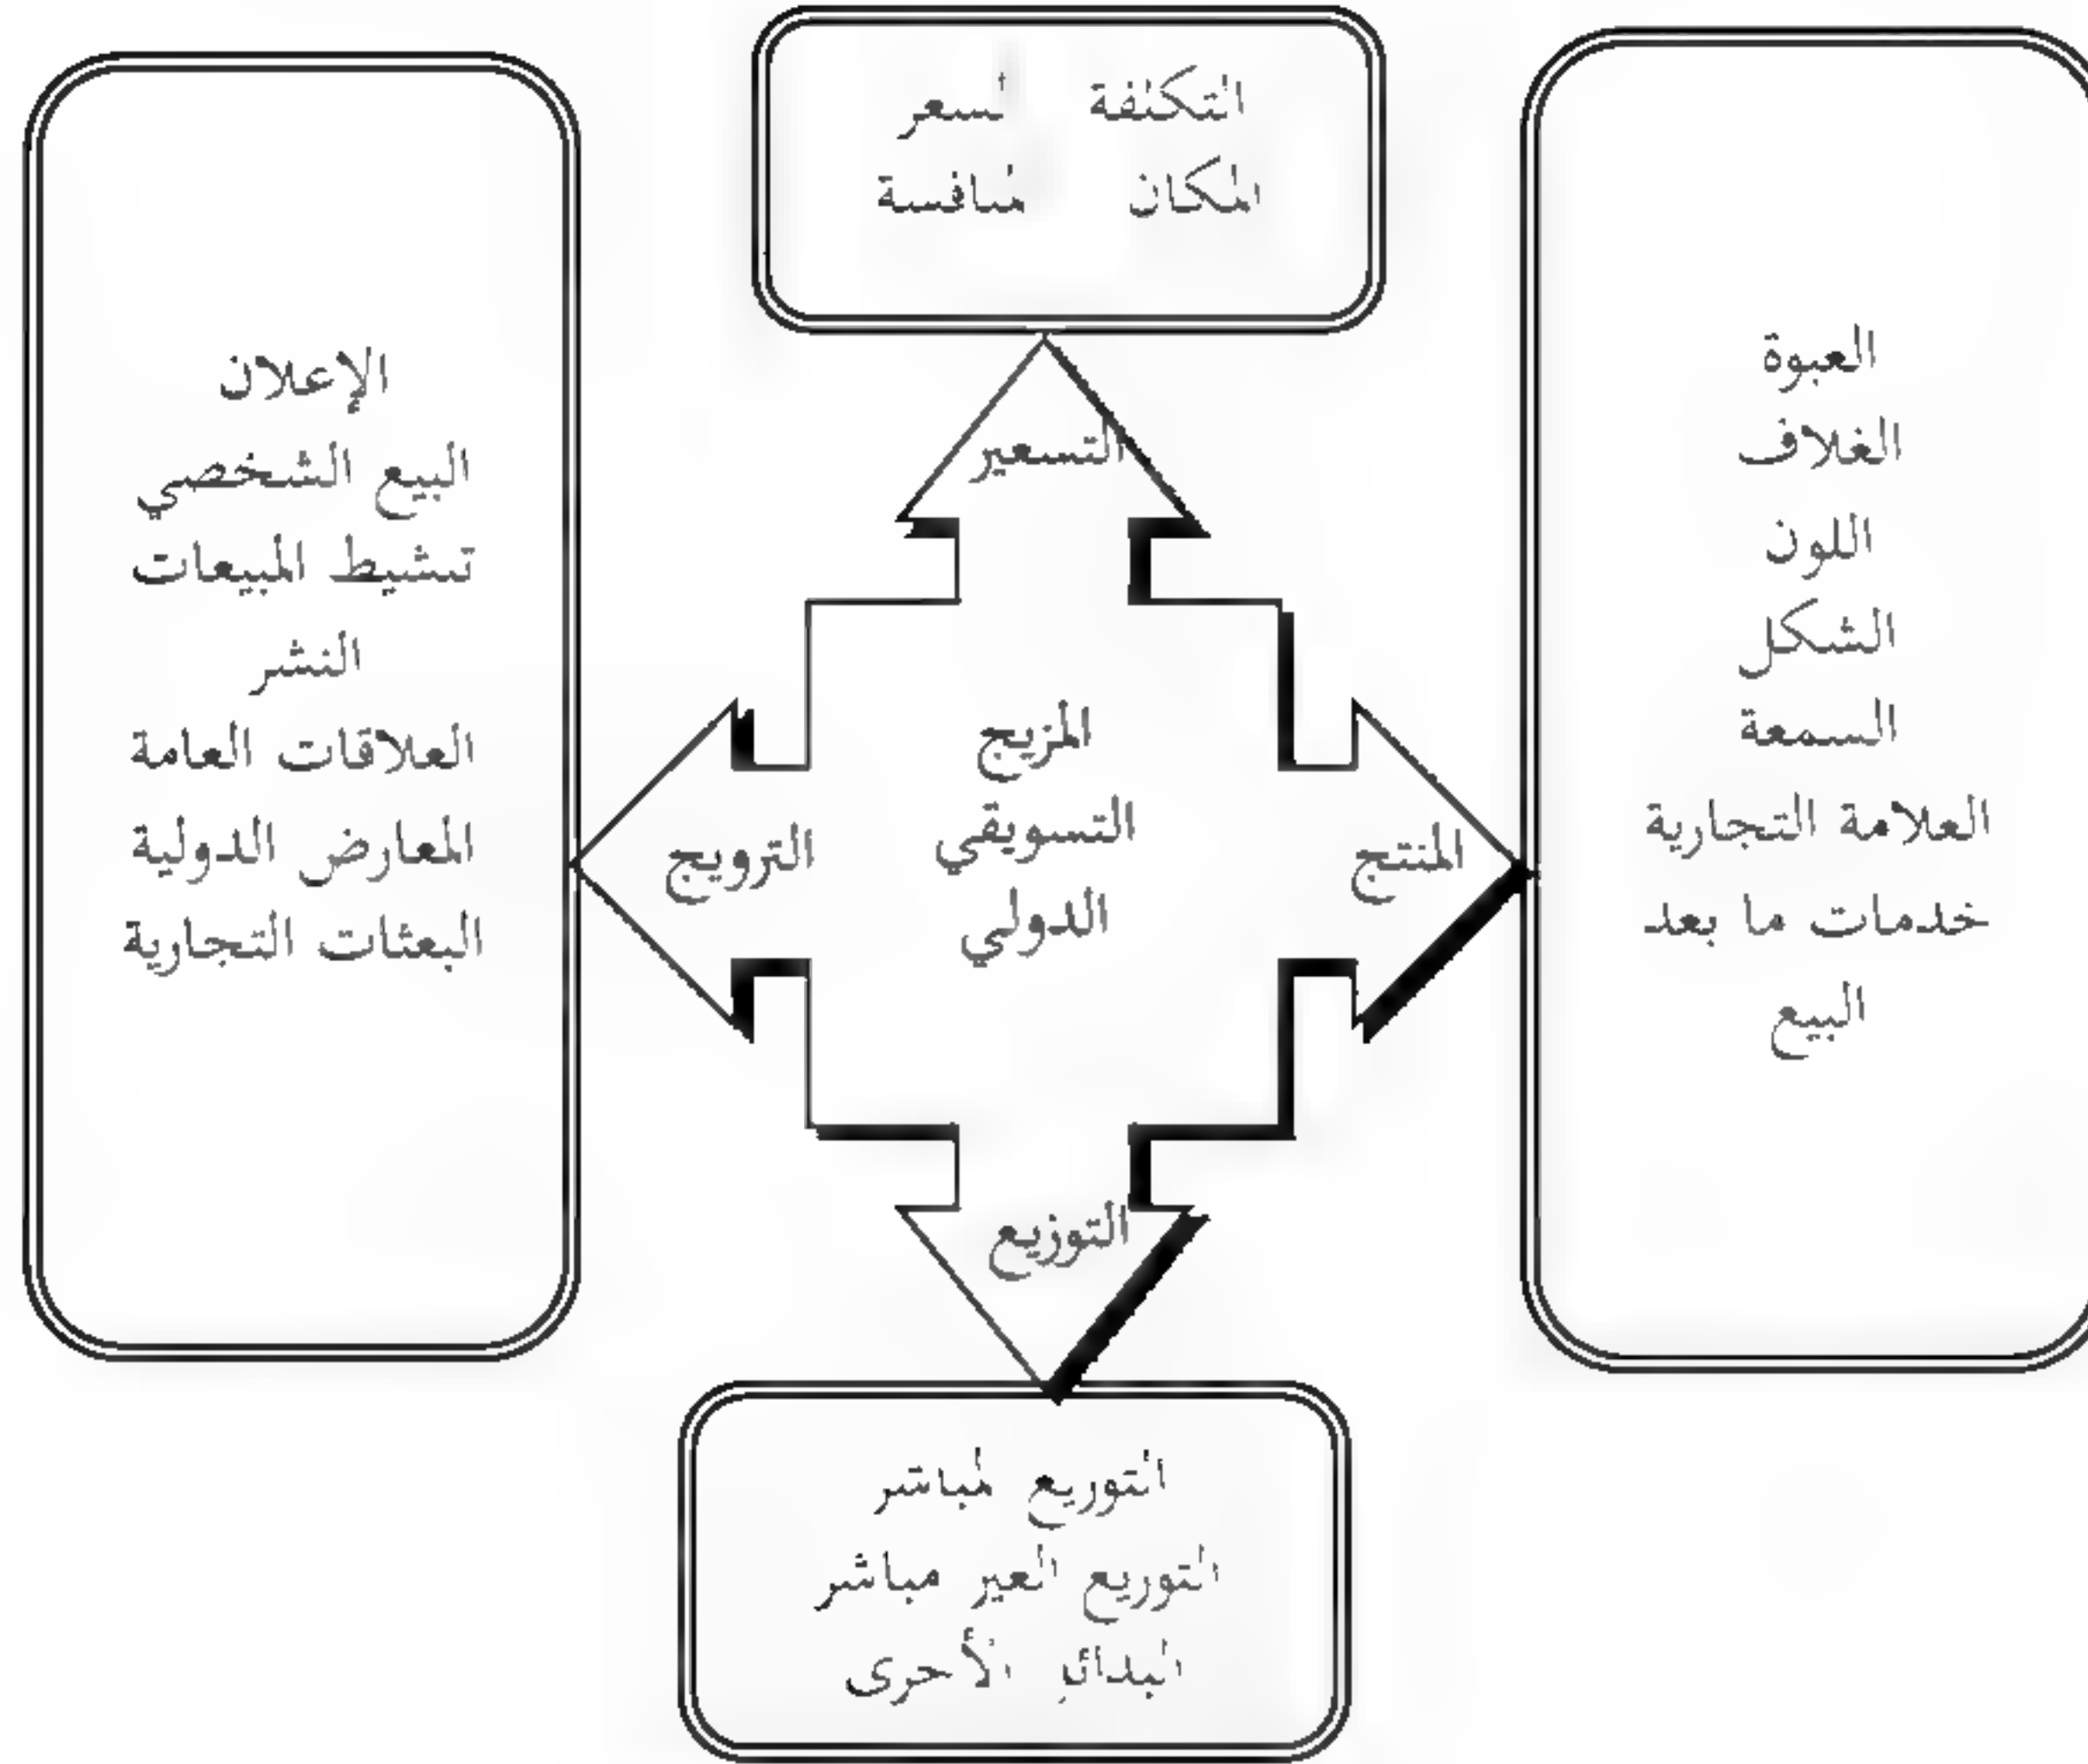 التكلفة السعر
المكان المنافسة
التسعير
العبوة
الغلاف
اللون
الشكل
السمعة
العلامة التجارية
خدمات ما بعد
البيع
المنتج
المزيج
التسويقي
الدولي
الترويج
الإعلان
البيع الشخصي
تنشيط المبيعات
النشر
العلاقات العامة
المعارض الدولية
البعثات التجارية
التوزيع
التوزيع المباشر
التوزيع الغير مباشر
البدائل الأخرى